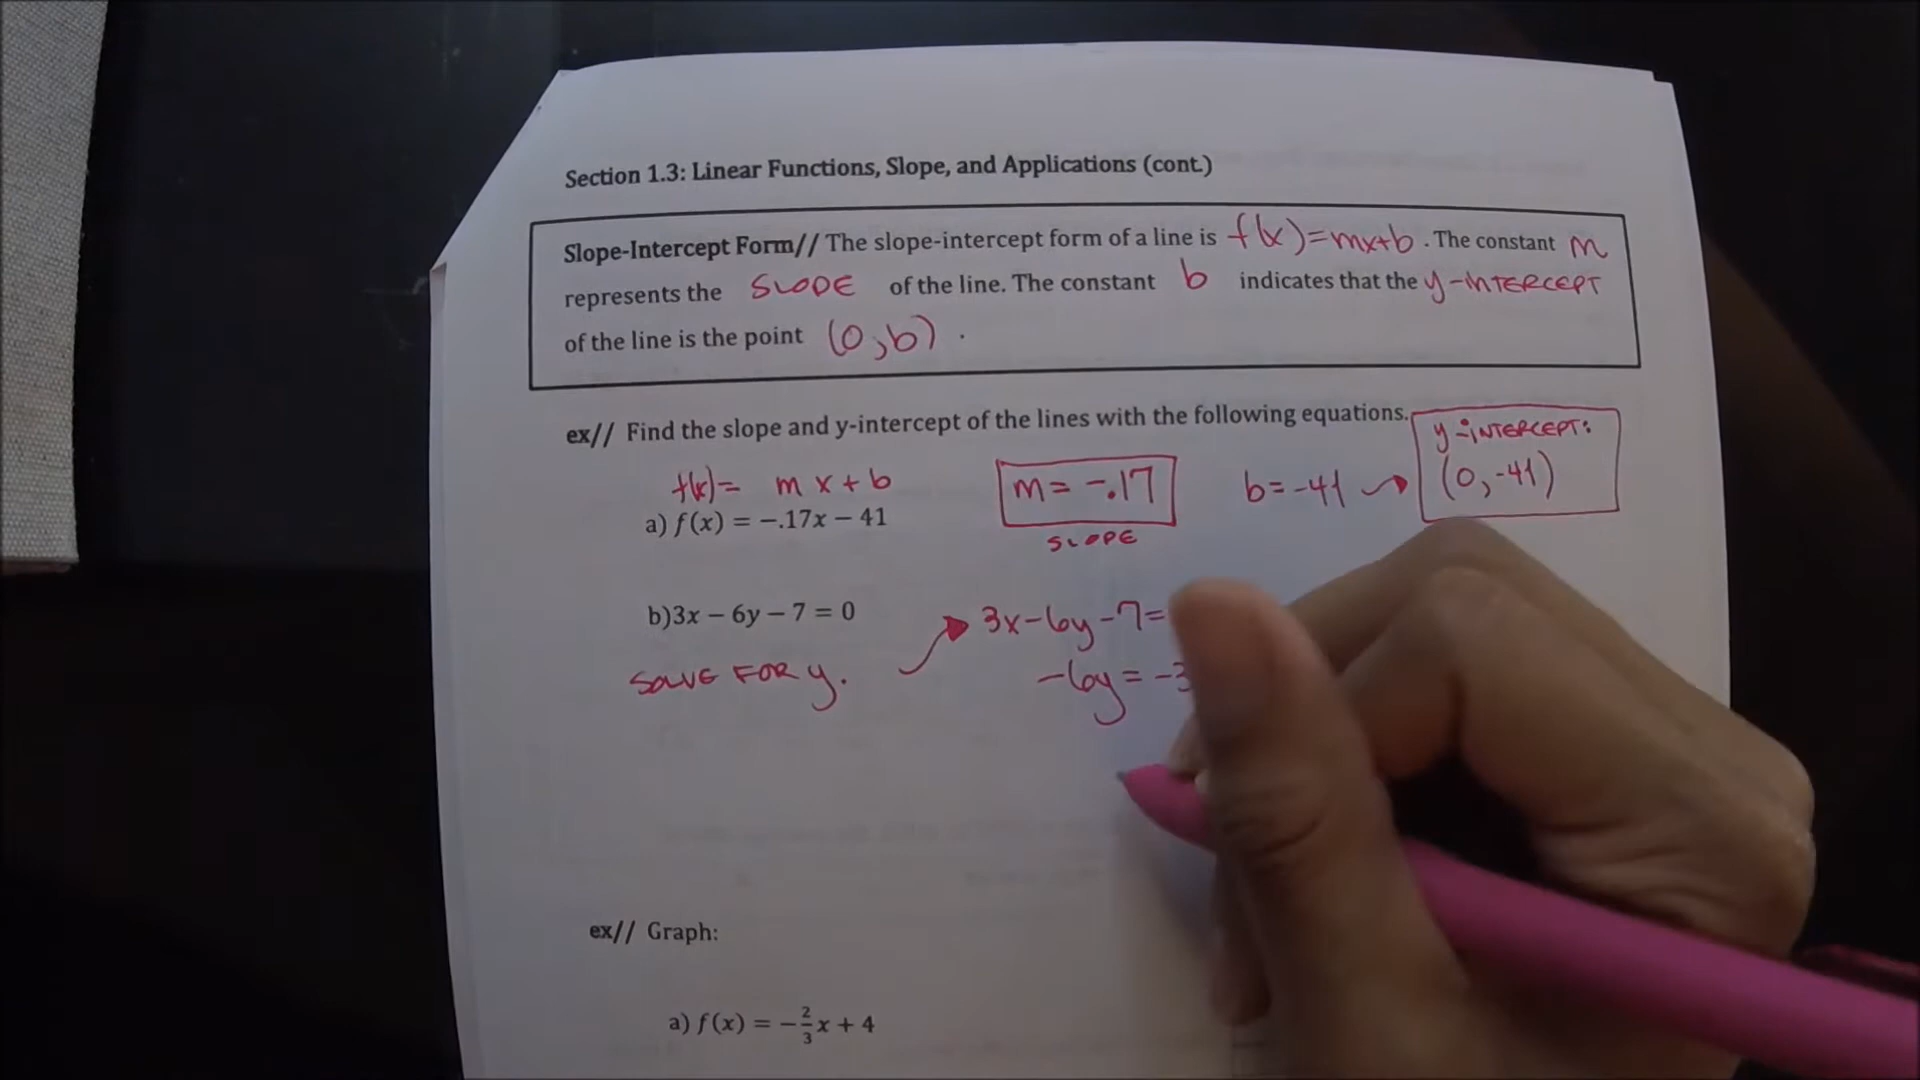 Section 1.3: Linear Functions, Slope, and Applications (cont.)
Slope-Intercept Form// The slope-intercept form of a line is f(x)=mx+b. The constant m
represents the SLOPE of the line. The constant b indicates that the y-INTERCEPT
of the line is the point (0,b).
ex// Find the slope and y-intercept of the lines with the following equations.
y-INTERCEPT:
f(x)= mx+b m= -.17 b=-41 (0,-41)
a) f(x) = −.17x − 41
SLOPE
b)3x − 6y − 7 = 0 3x-6y-7=
SOLVE FOR y. -6y= -3
ex// Graph:
a) f(x) = −2/3x + 4